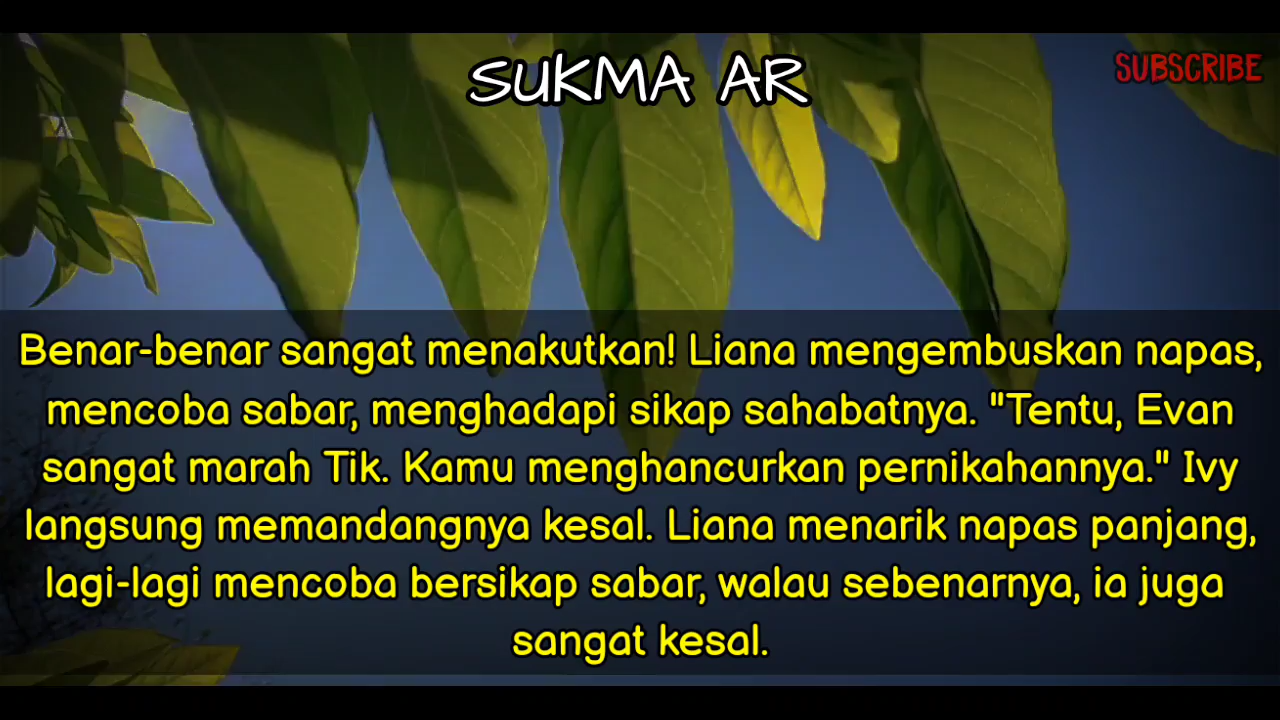 SUKMA AR
SUBSCRIBE
Benar-benar sangat menakutkan! Liana mengembuskan napas,
mencoba sabar, menghadapi sikap sahabatnya. "Tentu, Evan
sangat marah Tik. Kamu menghancurkan pernikahannya." Ivy
langsung memandangnya kesal. Liana menarik napas panjang,
lagi-lagi mencoba bersikap sabar, walau sebenarnya, ia juga
sangat kesal.